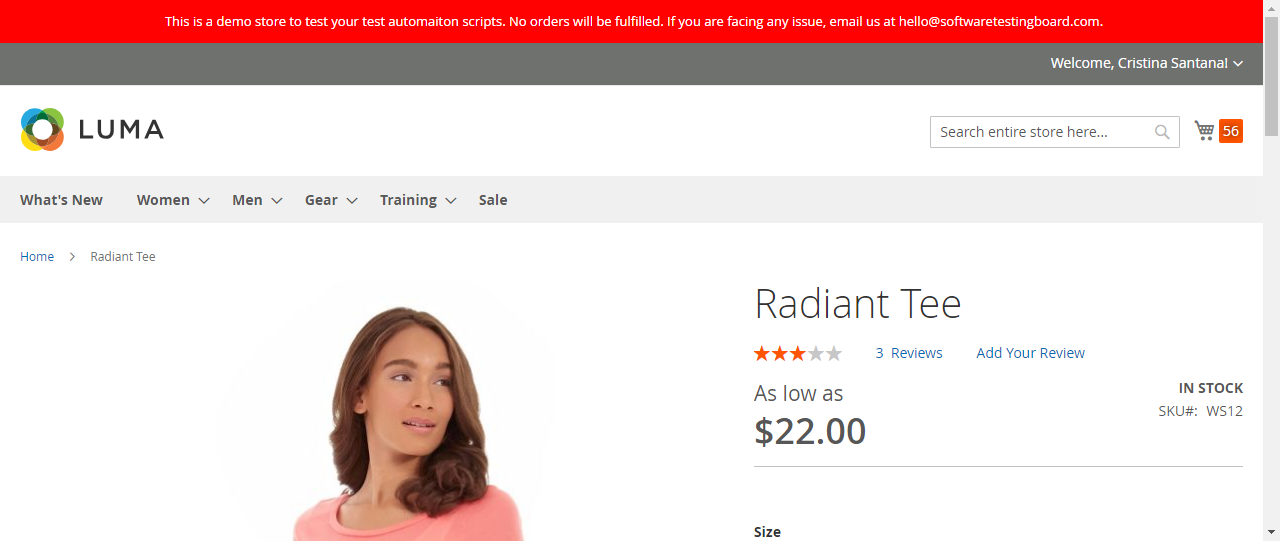 This is a demo store to test your test automaiton scripts. No orders will be fulfilled. If you are facing any issue, email us at hello@softwaretestingboard.com.
Welcome, Cristina Santana!
LUMA
Search entire store here...
56
What's New Women Men Gear Training Sale
Home Radiant Tee
Radiant Tee
3 Reviews Add Your Review
As low as
$22.00
IN STOCK
SKU#: WS12
Size